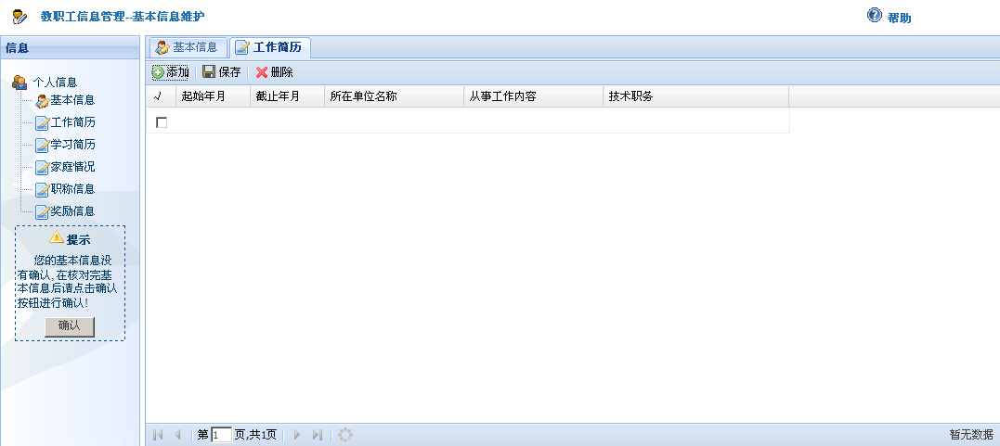 教职工信息管理--基本信息维护
帮助
信息
基本信息
工作简历
添加
保存
删除
√ 起始年月 截止年月 所在单位名称 从事工作内容 技术职务
个人信息
基本信息
工作简历
学习简历
家庭情况
职称信息
奖励信息
提示
您的基本信息没
有确认,在核对完基
本信息后请点击确认
按钮进行确认!
确认
第 1 页,共1页
暂无数据